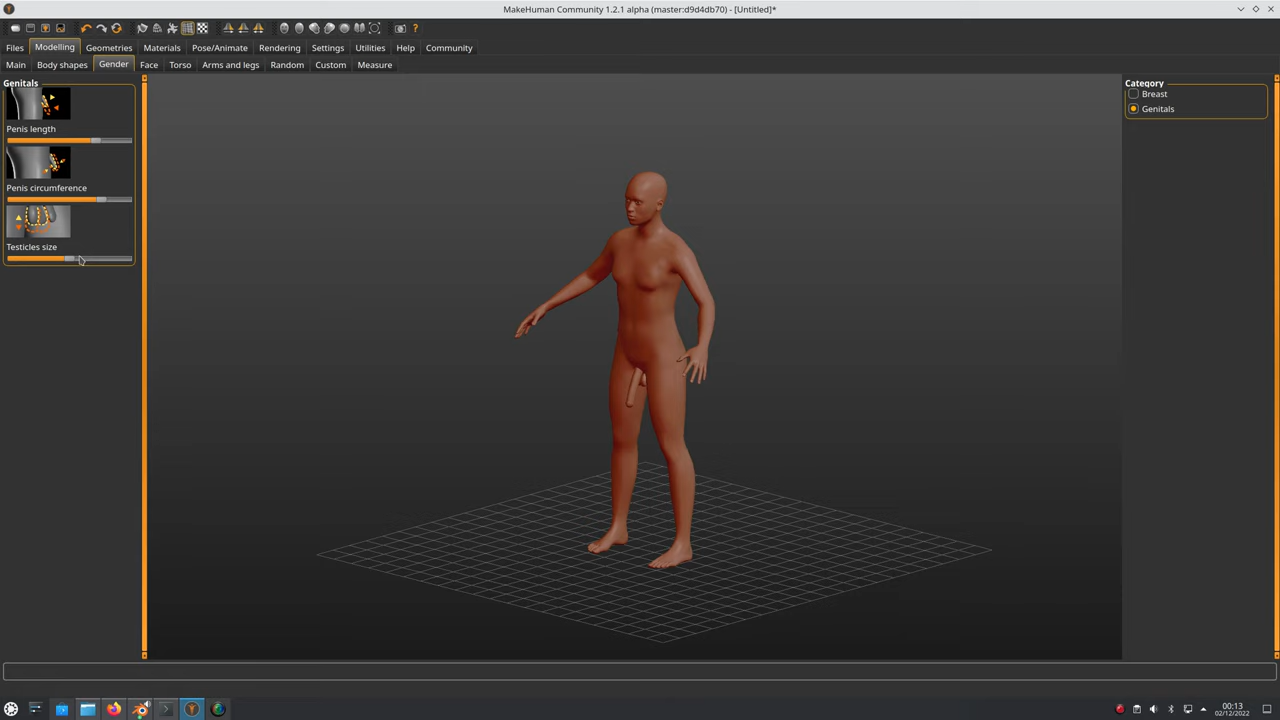 MakeHuman Community 1.2.1 alpha (master:d9d4db70) - [Untitled]*
Files Modelling Geometries Materials Pose/Animate Rendering Settings Utilities Help Community
Main Body shapes Gender Face Torso Arms and legs Random Custom Measure
Genitals
Penis length
Penis circumference
Testicles size
Category
Breast
Genitals
00:13
02/12/2022